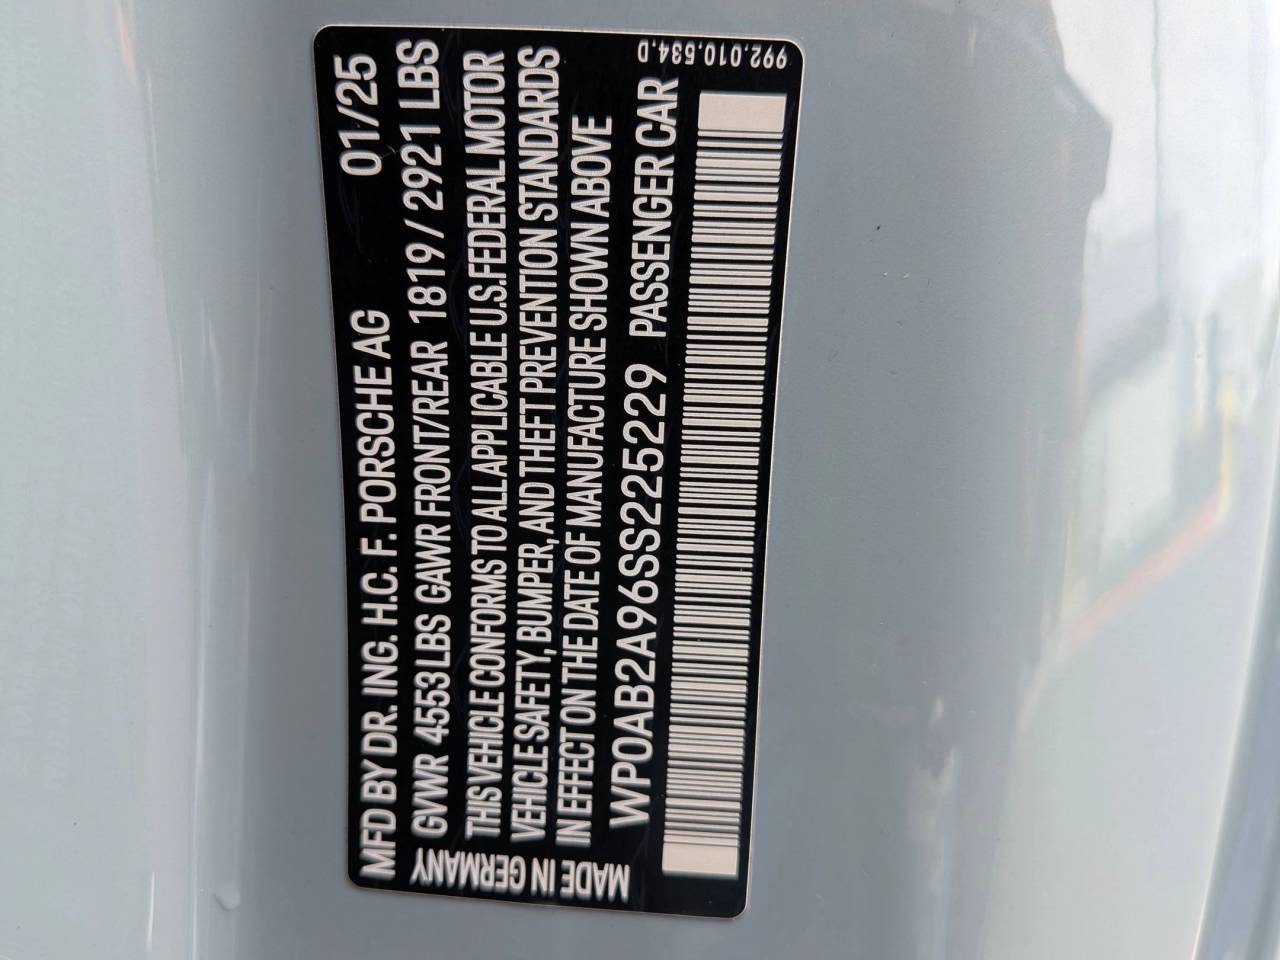 MFD BY DR. ING. H.C. F. PORSCHE AG 01/25
GVWR 4553 LBS GAWR FRONT/REAR 1819 / 2921 LBS
THIS VEHICLE CONFORMS TO ALL APPLICABLE U.S. FEDERAL MOTOR
VEHICLE SAFETY, BUMPER, AND THEFT PREVENTION STANDARDS
IN EFFECT ON THE DATE OF MANUFACTURE SHOWN ABOVE
WP0AB2A96SS225229 PASSENGER CAR
MADE IN GERMANY
992.010.534.D